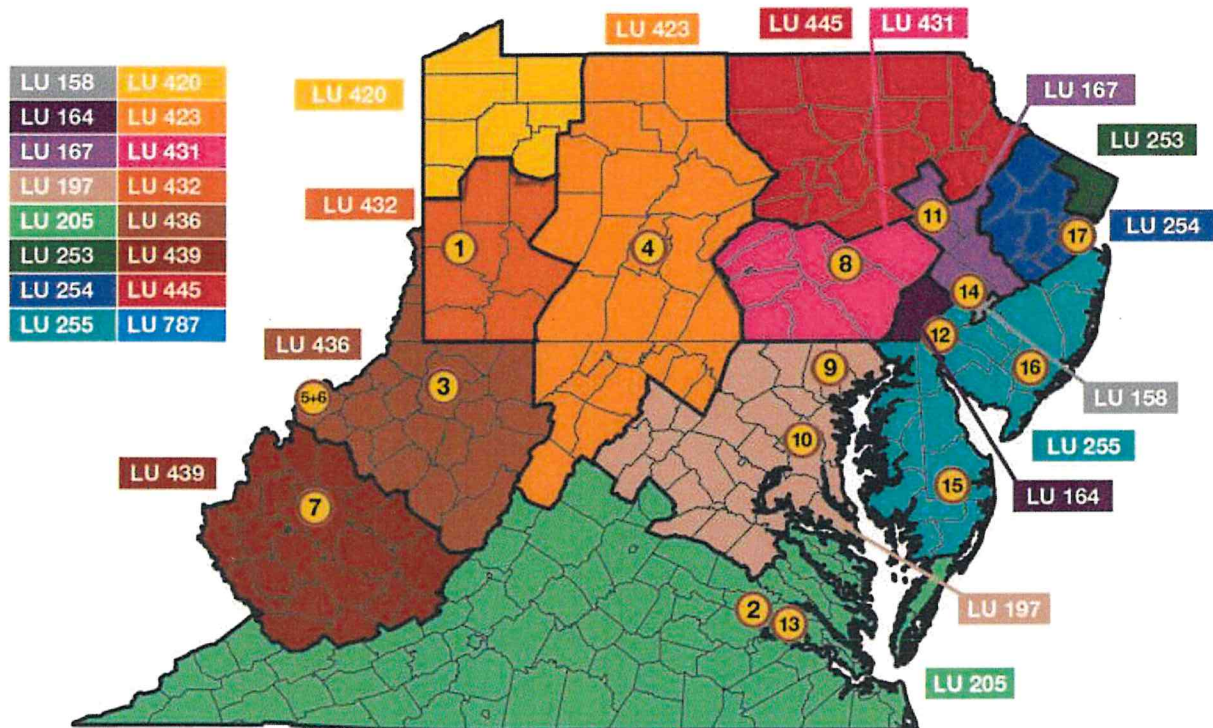 LU 423
LU 445
LU 431
LU 158 LU 420
LU 164 LU 423
LU 167 LU 431
LU 197 LU 432
LU 205 LU 436
LU 253 LU 439
LU 254 LU 445
LU 255 LU 787
LU 420
LU 167
LU 253
LU 432
11
17
LU 254
1
4
8
14
12
LU 436
9
16
3
5+6
LU 158
10
LU 255
LU 439
15
LU 164
7
2
13
LU 197
LU 205